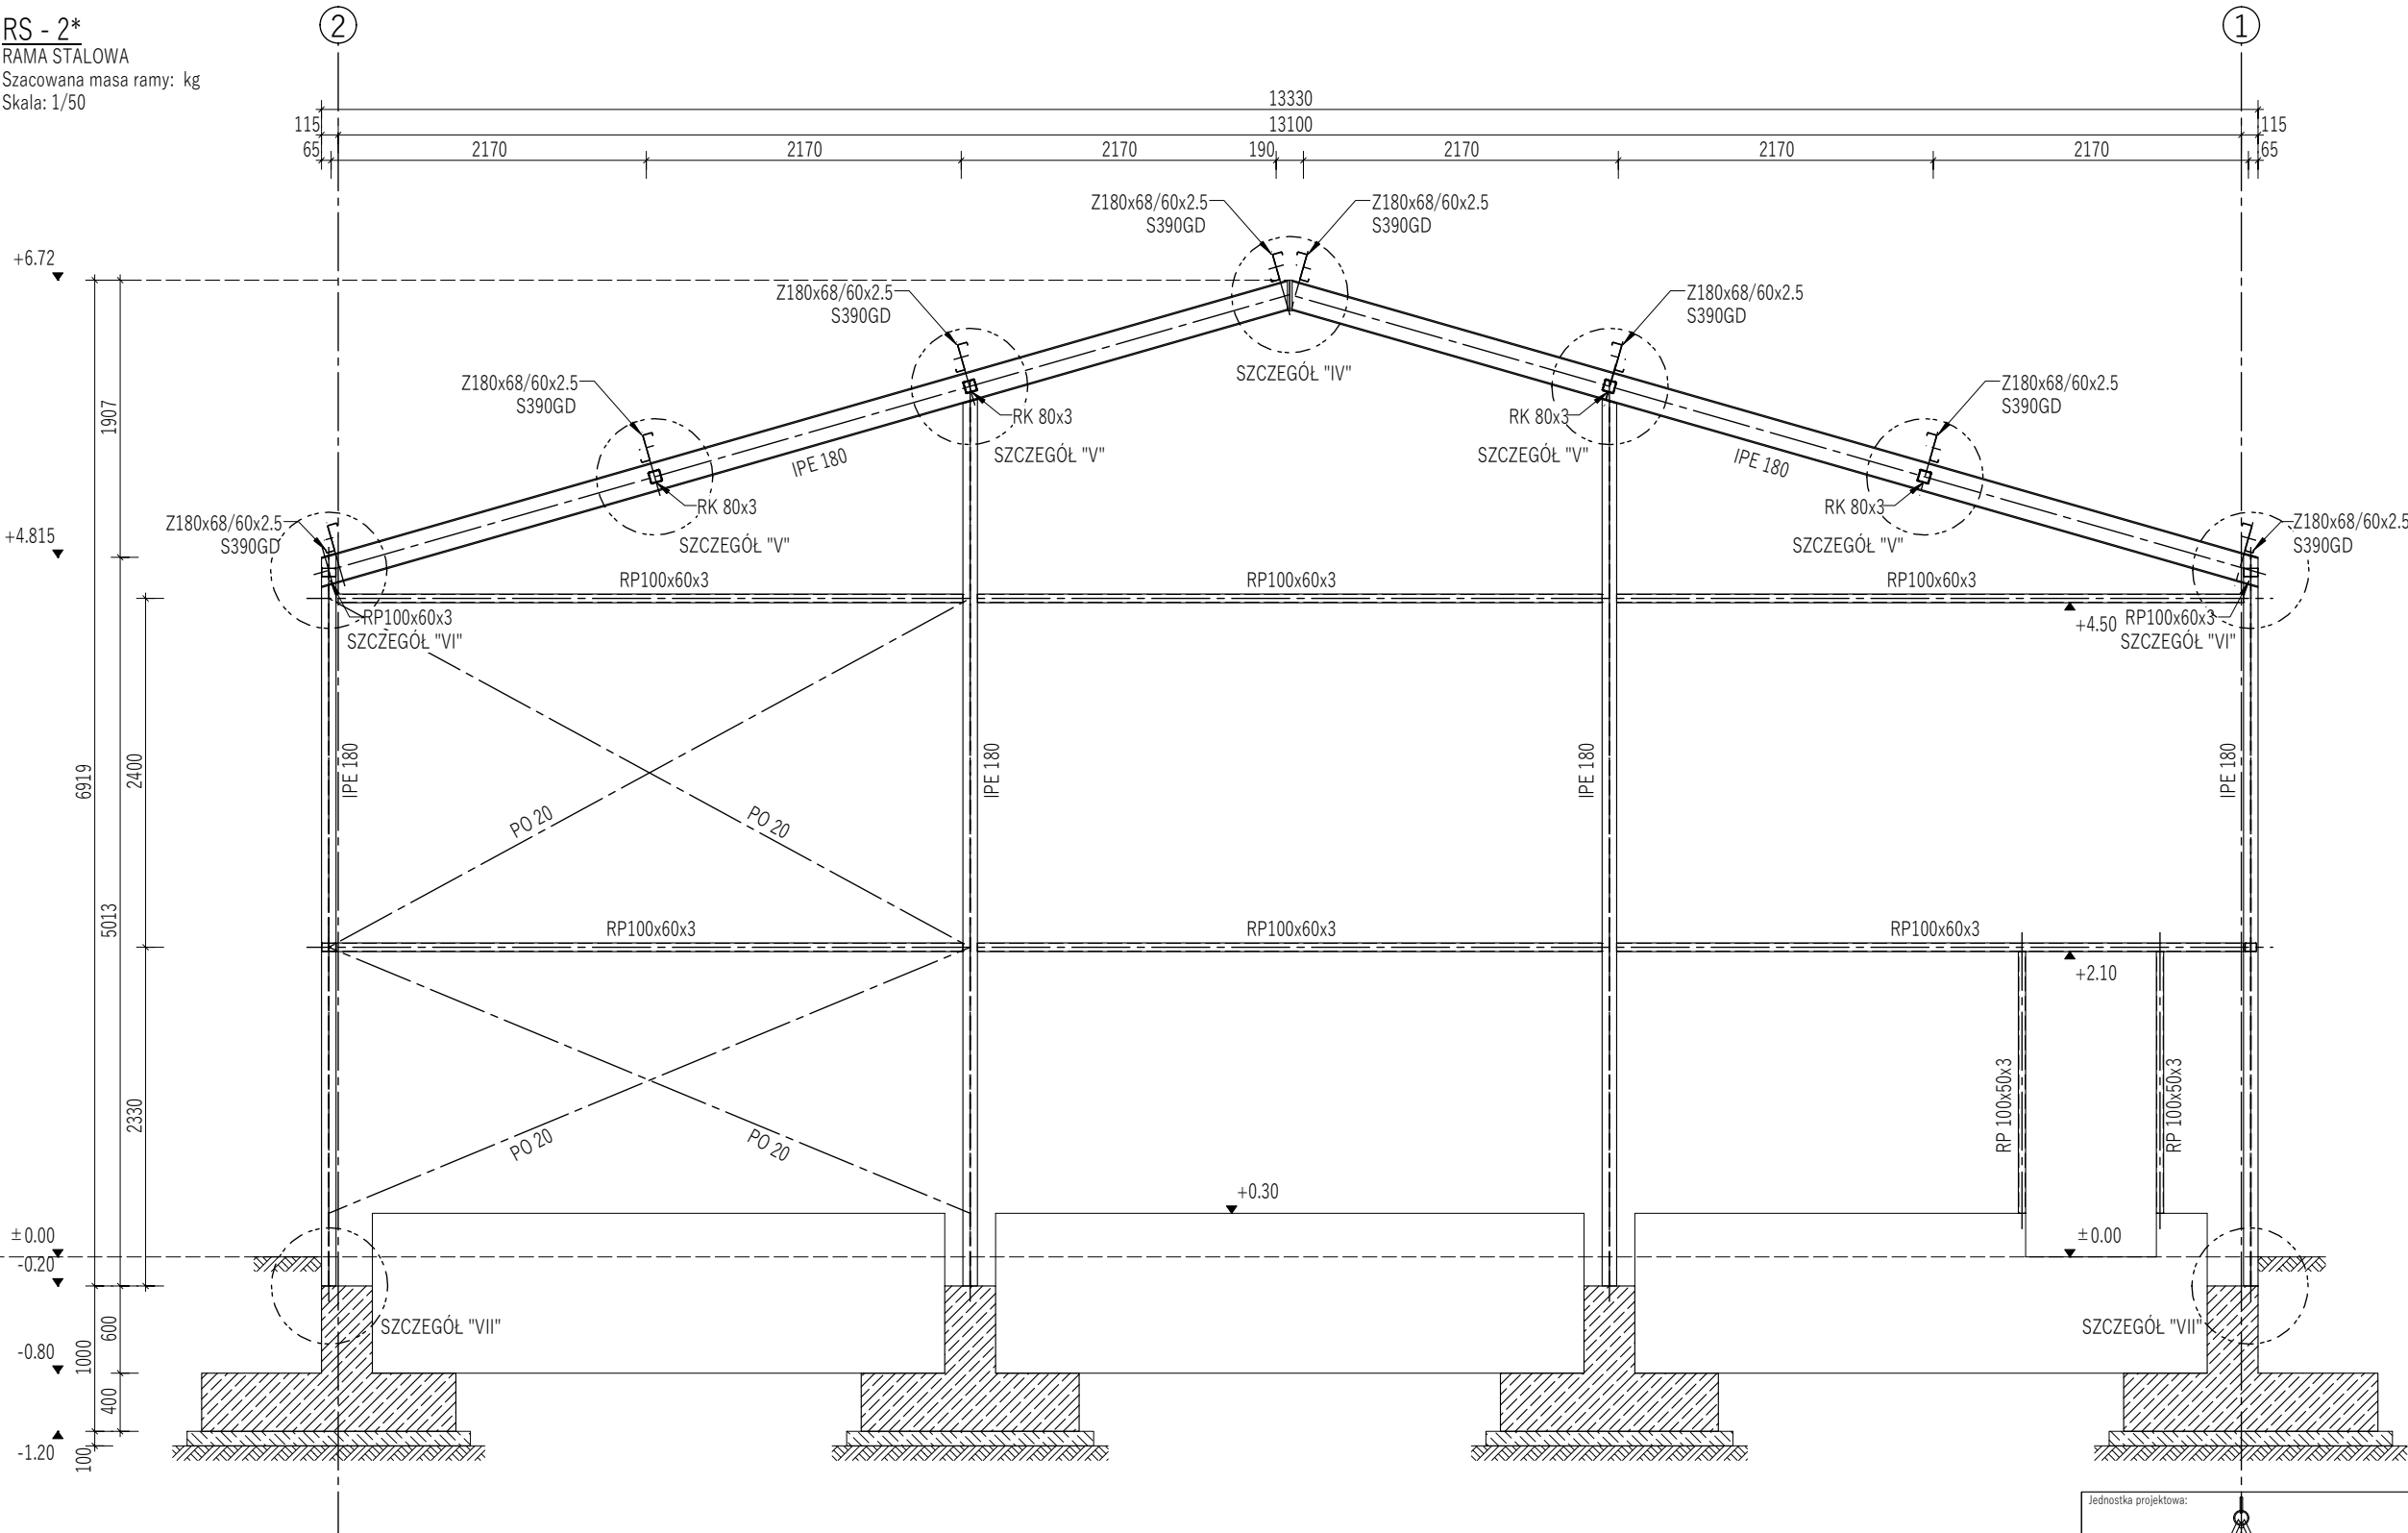 RS - 2*
RAMA STALOWA
Szacowana masa ramy: kg
Skala: 1/50
2
1
13330
115
13100
115
65
2170
2170
2170
190
2170
2170
2170
65
Z180x68/60x2.5
S390GD
Z180x68/60x2.5
S390GD
+6.72
Z180x68/60x2.5
S390GD
Z180x68/60x2.5
S390GD
SZCZEGÓŁ "IV"
Z180x68/60x2.5
S390GD
Z180x68/60x2.5
S390GD
RK 80x3
RK 80x3
SZCZEGÓŁ "V"
SZCZEGÓŁ "V"
IPE 180
IPE 180
1907
RK 80x3
RK 80x3
SZCZEGÓŁ "V"
SZCZEGÓŁ "V"
+4.815
Z180x68/60x2.5
S390GD
Z180x68/60x2.5
S390GD
RP100x60x3
RP100x60x3
RP100x60x3
RP100x60x3
SZCZEGÓŁ "VI"
+4.50
RP100x60x3
SZCZEGÓŁ "VI"
6919
2400
IPE 180
IPE 180
IPE 180
IPE 180
PO 20
PO 20
5013
RP100x60x3
RP100x60x3
RP100x60x3
+2.10
2330
PO 20
PO 20
RP 100x50x3
RP 100x50x3
+0.30
±0.00
±0.00
-0.20
SZCZEGÓŁ "VII"
SZCZEGÓŁ "VII"
600
1000
-0.80
400
-1.20
100
Jednostka projektowa: